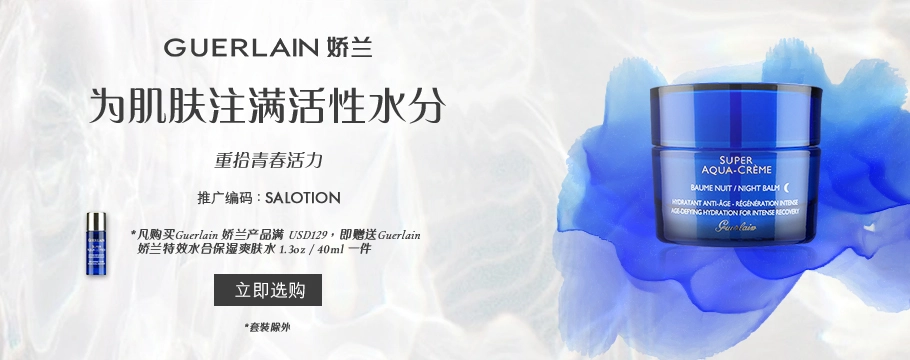 GUERLAIN 娇兰
为肌肤注满活性水分
重拾青春活力
推广编码：SALOTION
*凡购买Guerlain 娇兰产品满 USD129，即赠送Guerlain
娇兰特效水合保湿爽肤水 1.3oz / 40ml 一件
立即选购
*套装除外
GUERLAIN
SUPER
AQUA-CRÈME
BAUME NUIT / NIGHT BALM
HYDRATANT ANTI-ÂGE - RÉGÉNÉRATION INTENSE
AGE-DEFYING HYDRATION FOR INTENSE RECOVERY
Guerlain